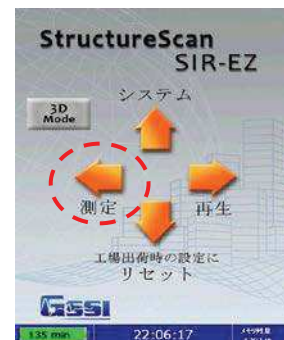 StructureScan
SIR-EZ
システム
3D
Mode
測定
再生
工場出荷時の設定に
リセット
GSSI
135 min
22:06:17